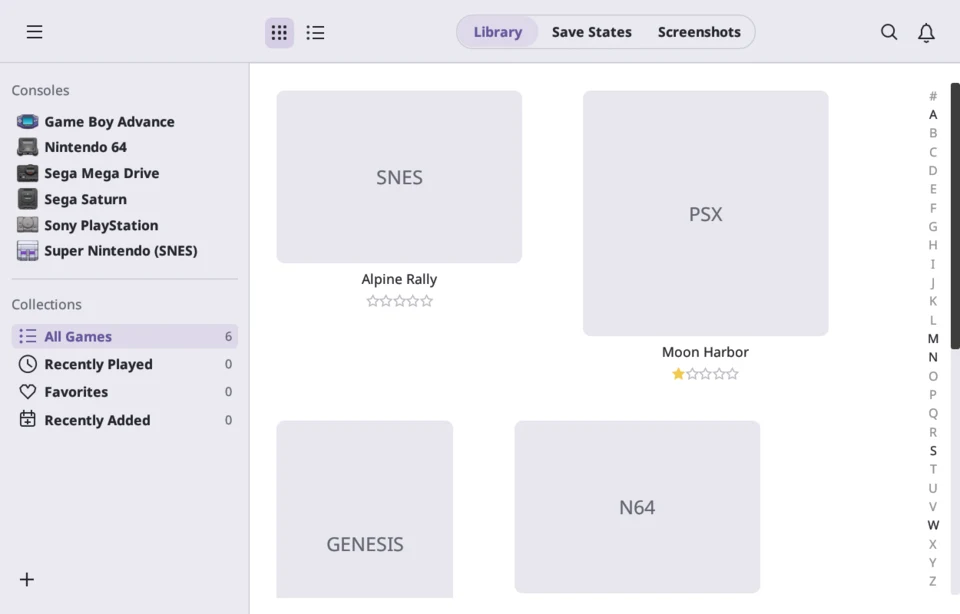 Library
Save States
Screenshots
Consoles
Game Boy Advance
Nintendo 64
Sega Mega Drive
Sega Saturn
Sony PlayStation
Super Nintendo (SNES)
Collections
All Games 6
Recently Played 0
Favorites 0
Recently Added 0
SNES
Alpine Rally
PSX
Moon Harbor
GENESIS
N64
#
A
B
C
D
E
F
G
H
I
J
K
L
M
N
O
P
Q
R
S
T
U
V
W
X
Y
Z